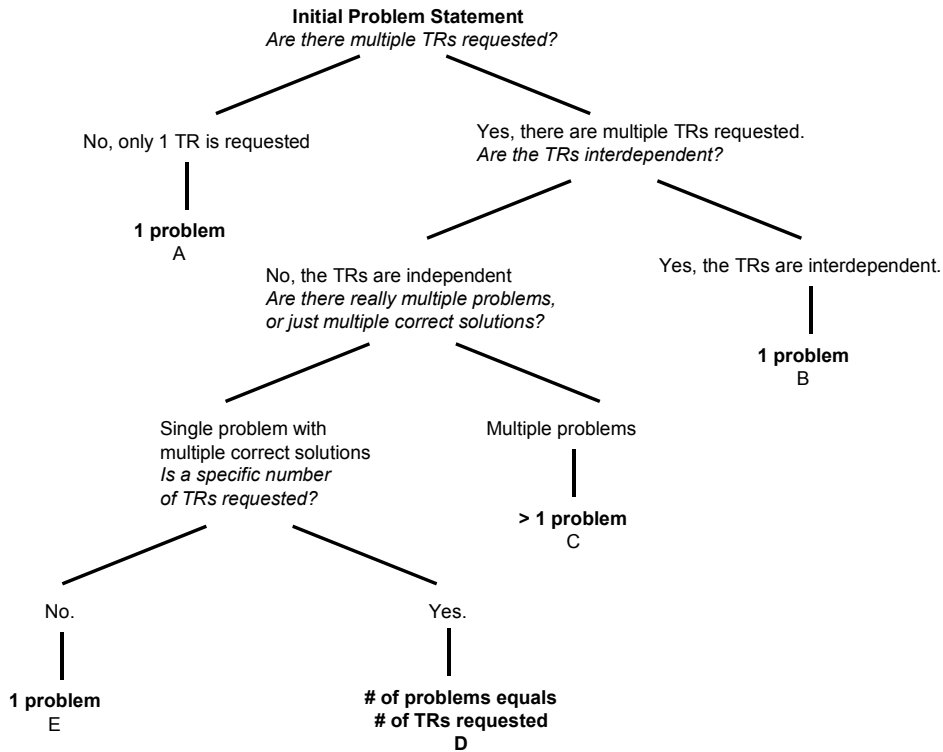 Initial Problem Statement
Are there multiple TRs requested?
No, only 1 TR is requested
Yes, there are multiple TRs requested.
Are the TRs interdependent?
1 problem
A
No, the TRs are independent
Are there really multiple problems,
or just multiple correct solutions?
Yes, the TRs are interdependent.
1 problem
B
Single problem with
multiple correct solutions
Is a specific number
of TRs requested?
Multiple problems
> 1 problem
C
No.
Yes.
1 problem
E
# of problems equals
# of TRs requested
D